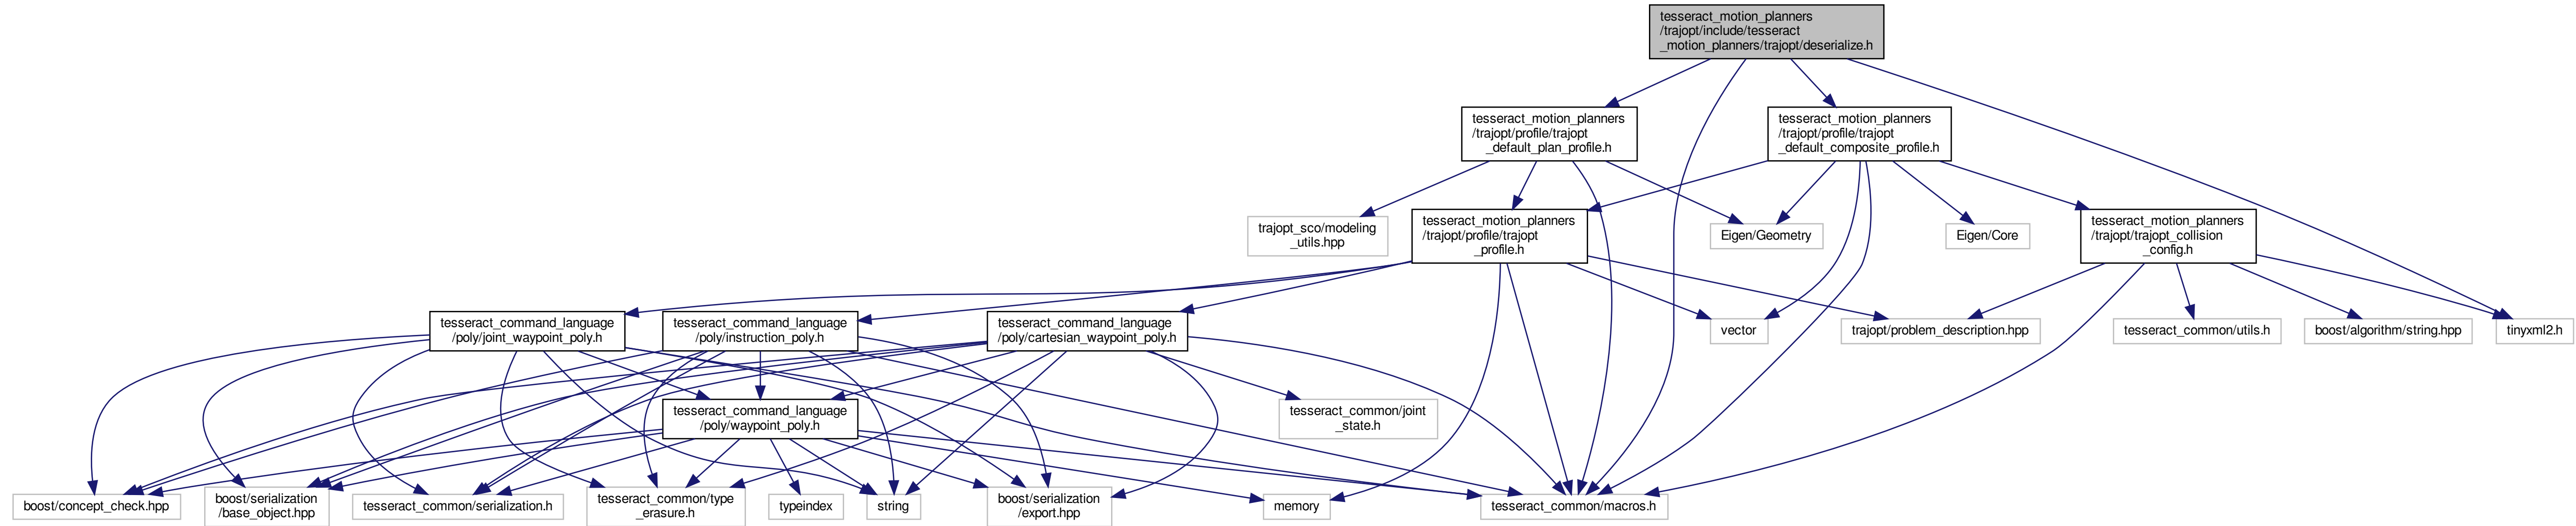 tesseract_motion_planners
/trajopt/include/tesseract
_motion_planners/trajopt/deserialize.h
tesseract_motion_planners
/trajopt/profile/trajopt
_default_plan_profile.h
tesseract_motion_planners
/trajopt/profile/trajopt
_default_composite_profile.h
trajopt_sco/modeling
_utils.hpp
tesseract_motion_planners
/trajopt/profile/trajopt
_profile.h
Eigen/Geometry
Eigen/Core
tesseract_motion_planners
/trajopt/trajopt_collision
_config.h
tesseract_command_language
/poly/joint_waypoint_poly.h
tesseract_command_language
/poly/instruction_poly.h
tesseract_command_language
/poly/cartesian_waypoint_poly.h
vector
trajopt/problem_description.hpp
tesseract_common/utils.h
boost/algorithm/string.hpp
tinyxml2.h
tesseract_command_language
/poly/waypoint_poly.h
tesseract_common/joint
_state.h
boost/concept_check.hpp
boost/serialization
/base_object.hpp
tesseract_common/serialization.h
tesseract_common/type
_erasure.h
typeindex
string
boost/serialization
/export.hpp
memory
tesseract_common/macros.h